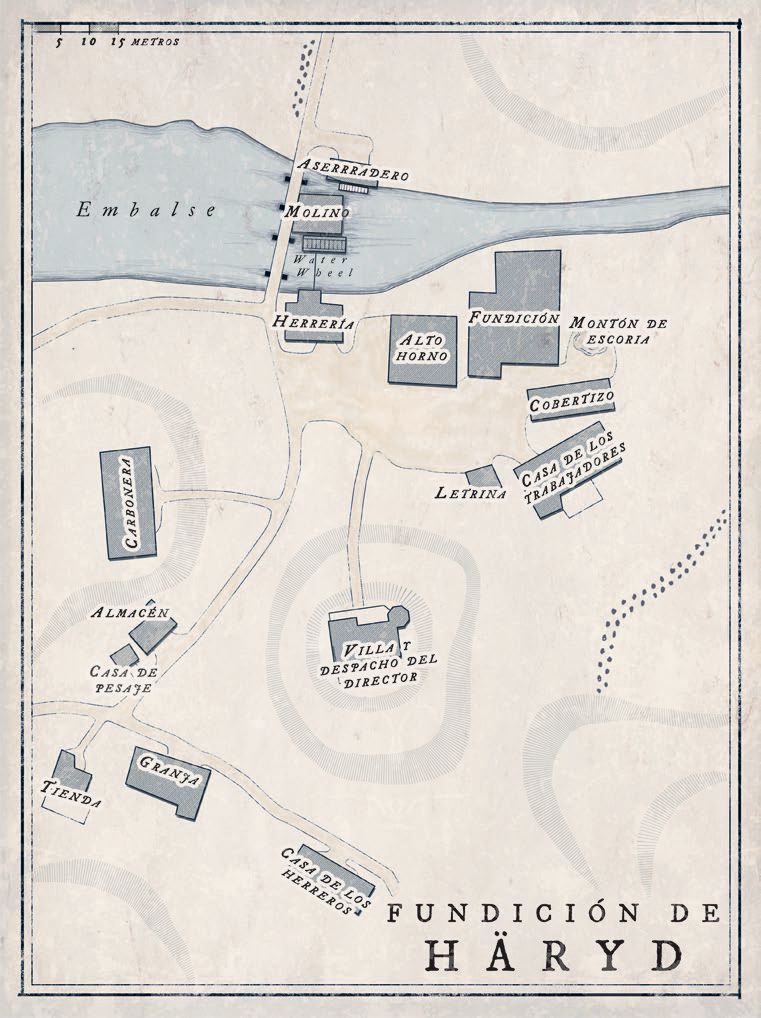 5 10 15 METROS
ASERRRADERO
Embalse
MOLINO
Water
Wheel
HERRERÍA
ALTO
HORNO
FUNDICIÓN
MONTÓN DE
ESCORIA
COBERTIZO
CASA DE LOS
TRABAJADORES
LETRINA
CARBONERA
ALMACÉN
CASA DE
PESAJE
VILLA Y
DESPACHO DEL
DIRECTOR
TIENDA
GRANJA
CASA DE LOS
HERREROS
FUNDICIÓN DE
HÄRYD